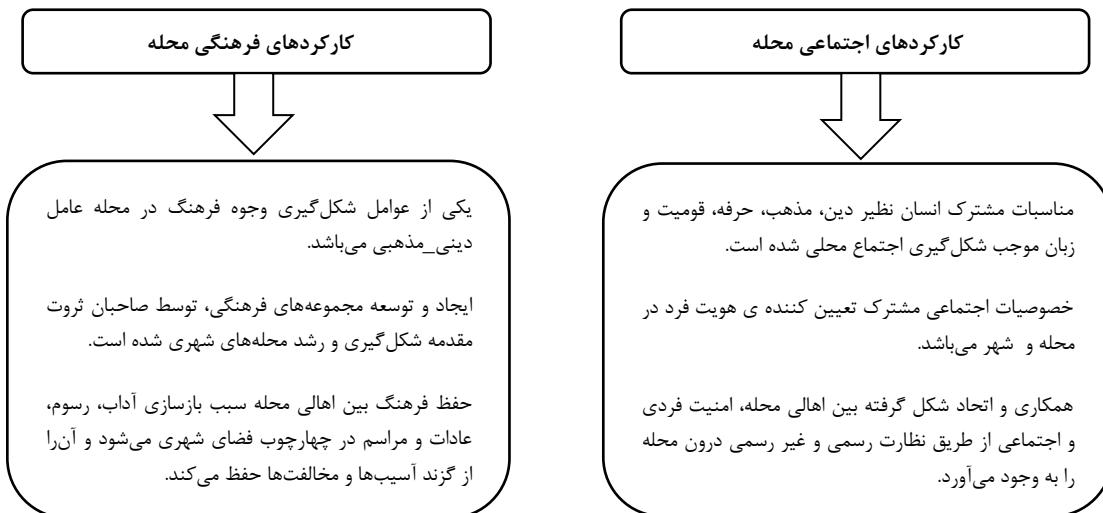 کارکردهای اجتماعی محله
مناسبات مشترک انسان نظیر دین، مذهب، حرفه، قومیت و
زبان موجب شکل‌گیری اجتماع محلی شده است.
خصوصیات اجتماعی مشترک تعیین کننده ی هویت فرد در
محله و شهر می‌باشد.
همکاری و اتحاد شکل گرفته بین اهالی محله، امنیت فردی
و اجتماعی از طریق نظارت رسمی و غیر رسمی درون محله
را به وجود می‌آورد.
کارکردهای فرهنگی محله
یکی از عوامل شکل‌گیری وجوه فرهنگ در محله عامل
دینی_مذهبی می‌باشد.
ایجاد و توسعه مجموعه‌های فرهنگی، توسط صاحبان ثروت
مقدمه شکل‌گیری و رشد محله‌های شهری شده است.
حفظ فرهنگ بین اهالی محله سبب بازسازی آداب، رسوم،
عادات و مراسم در چهارچوب فضای شهری می‌شود و آن‌را
از گزند آسیب‌ها و مخالفت‌ها حفظ می‌کند.